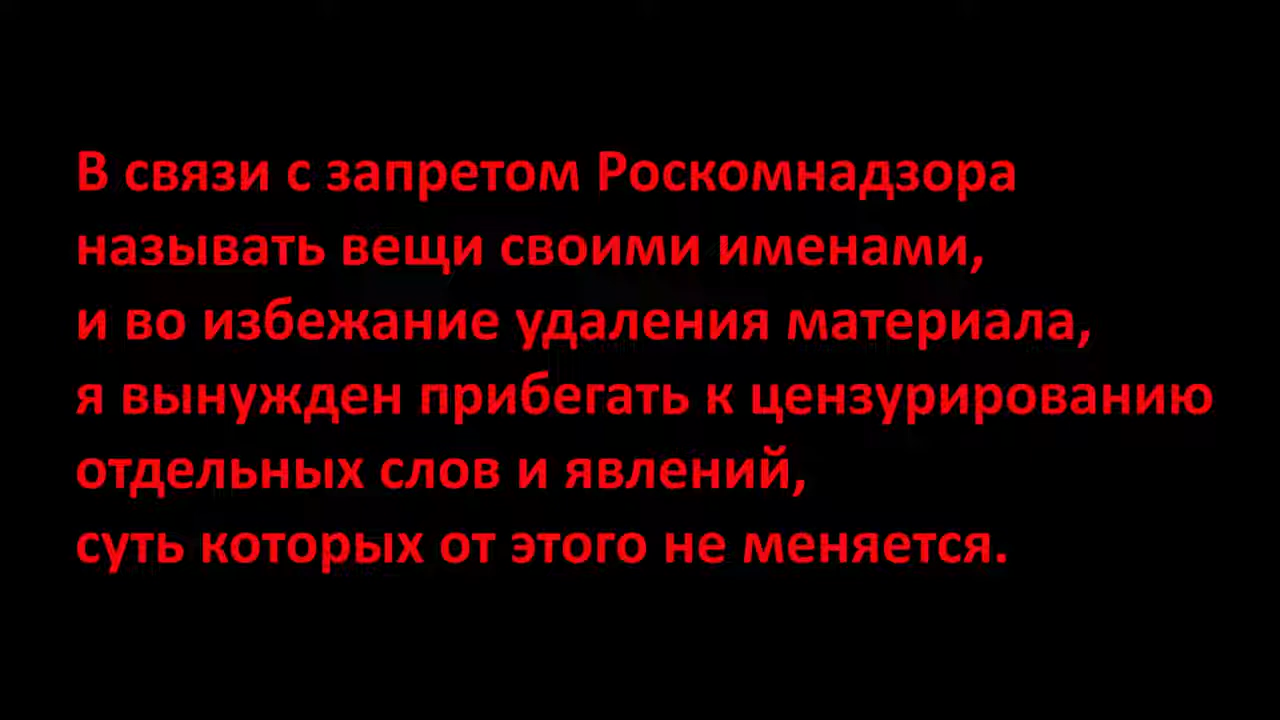 В связи с запретом Роскомнадзора
называть вещи своими именами,
и во избежание удаления материала,
я вынужден прибегать к цензурированию
отдельных слов и явлений,
суть которых от этого не меняется.